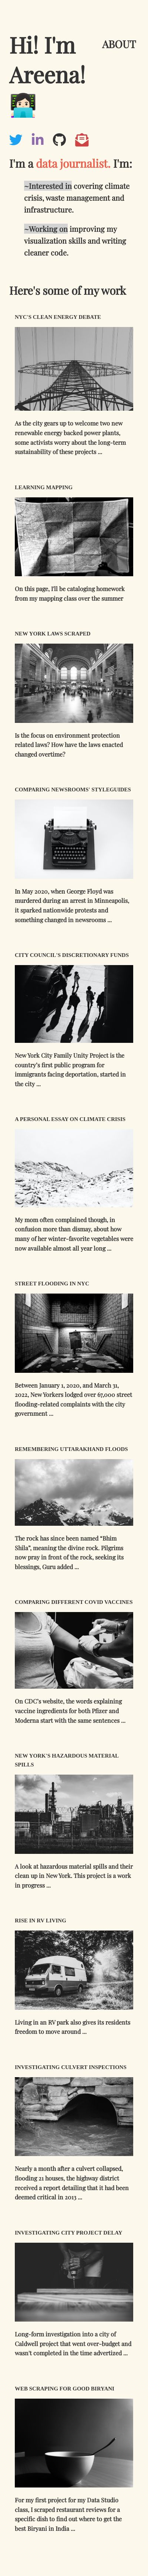 Hi! I'm
Areena!
ABOUT
I'm a data journalist. I'm:
~Interested in covering climate
crisis, waste management and
infrastructure.
~Working on improving my
visualization skills and writing
cleaner code.
Here's some of my work
NYC'S CLEAN ENERGY DEBATE
As the city gears up to welcome two new
renewable energy backed power plants,
some activists worry about the long-term
sustainability of these projects ...
LEARNING MAPPING
On this page, I'll be cataloging homework
from my mapping class over the summer
NEW YORK LAWS SCRAPED
Is the focus on environment protection
related laws? How have the laws enacted
changed overtime?
COMPARING NEWSROOMS' STYLEGUIDES
In May 2020, when George Floyd was
murdered during an arrest in Minneapolis,
it sparked nationwide protests and
something changed in newsrooms ...
CITY COUNCIL'S DISCRETIONARY FUNDS
New York City Family Unity Project is the
country's first public program for
immigrants facing deportation, started in
the city ...
A PERSONAL ESSAY ON CLIMATE CRISIS
My mom often complained though, in
confusion more than dismay, about how
many of her winter-favorite vegetables were
now available almost all year long ...
STREET FLOODING IN NYC
Between January 1, 2020, and March 31,
2022, New Yorkers lodged over 67,000 street
flooding-related complaints with the city
government ...
REMEMBERING UTTARAKHAND FLOODS
The rock has since been named "Bhim
Shila", meaning the divine rock. Pilgrims
now pray in front of the rock, seeking its
blessings, Guru added ...
COMPARING DIFFERENT COVID VACCINES
On CDC's website, the words explaining
vaccine ingredients for both Pfizer and
Moderna start with the same sentences ...
NEW YORK'S HAZARDOUS MATERIAL
SPILLS
A look at hazardous material spills and their
clean up in New York. This project is a work
in progress ...
RISE IN RV LIVING
Living in an RV park also gives its residents
freedom to move around ...
INVESTIGATING CULVERT INSPECTIONS
Nearly a month after a culvert collapsed,
flooding 21 houses, the highway district
received a report detailing that it had been
deemed critical in 2013 ...
INVESTIGATING CITY PROJECT DELAY
Long-form investigation into a city of
Caldwell project that went over-budget and
wasn't completed in the time advertized ...
WEB SCRAPING FOR GOOD BIRYANI
For my first project for my Data Studio
class, I scraped restaurant reviews for a
specific dish to find out where to get the
best Biryani in India ...